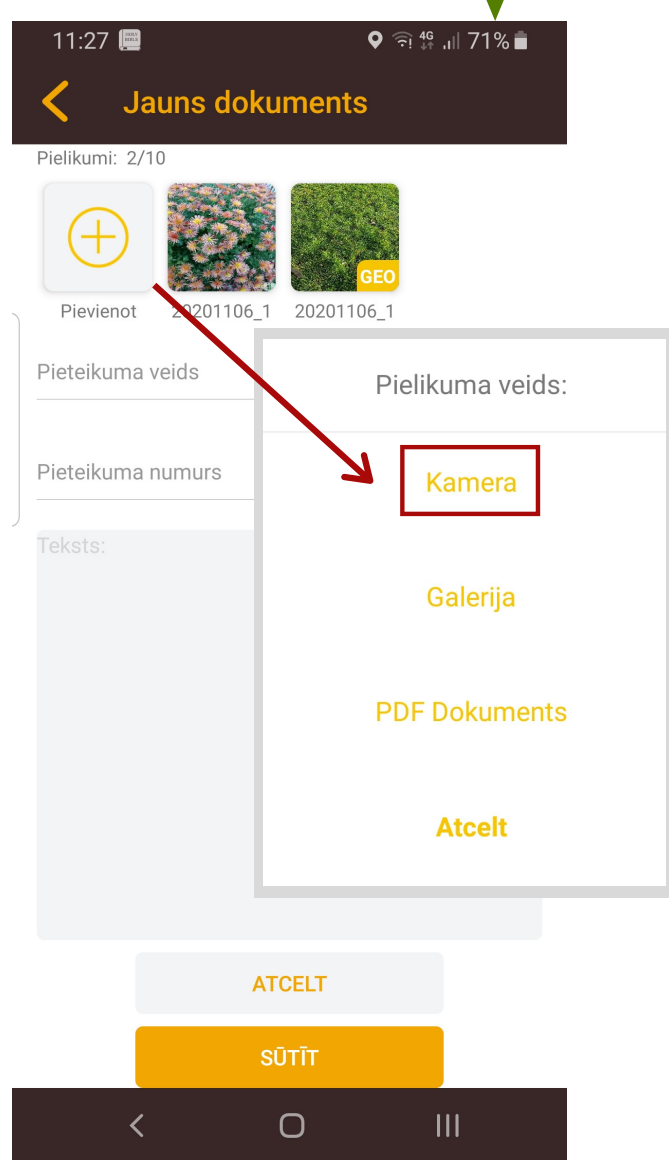 11:27
4G
71%
Jauns dokuments
Pielikumi: 2/10
GEO
Pievienot 20201106_1 20201106_1
Pieteikuma veids
Pieteikuma numurs
Teksts:
Pielikuma veids:
Kamera
Galerija
PDF Dokuments
Atcelt
ATCELT
SŪTĪT